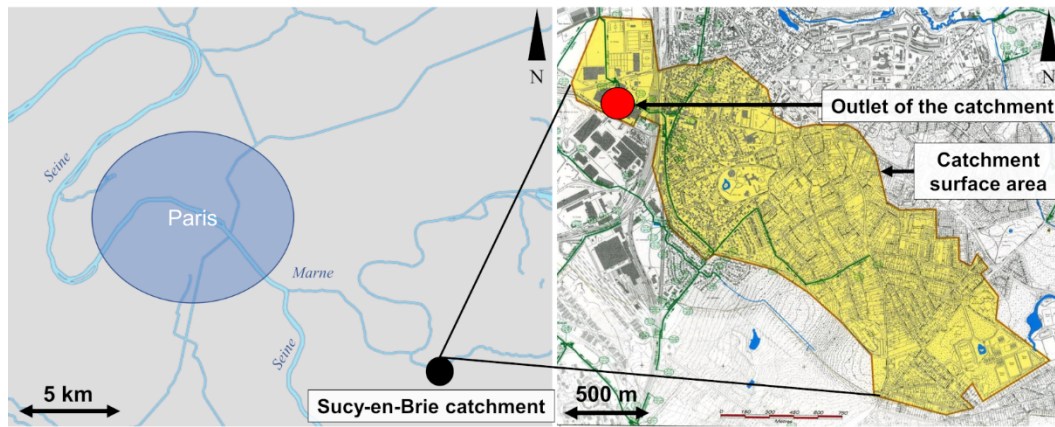 N
Seine
Paris
Marne
Seine
5 km
Sucy-en-Brie catchment
N
Outlet of the catchment
Catchment
surface area
500 m